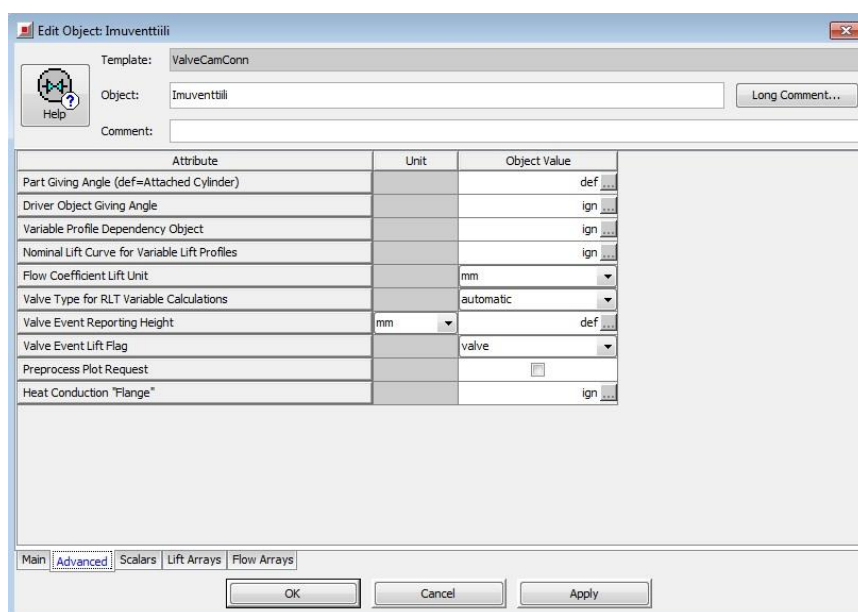 Edit Object: Imuventtiili
Template: ValveCamConn
Help
Object: Imuventtiili Long Comment...
Comment:
Attribute Unit Object Value
Part Giving Angle (def=Attached Cylinder) def ...
Driver Object Giving Angle ign ...
Variable Profile Dependency Object ign ...
Nominal Lift Curve for Variable Lift Profiles ign ...
Flow Coefficient Lift Unit mm
Valve Type for RLT Variable Calculations automatic
Valve Event Reporting Height mm def ...
Valve Event Lift Flag valve
Preprocess Plot Request
Heat Conduction "Flange" ign ...
Main Advanced Scalars Lift Arrays Flow Arrays
OK Cancel Apply